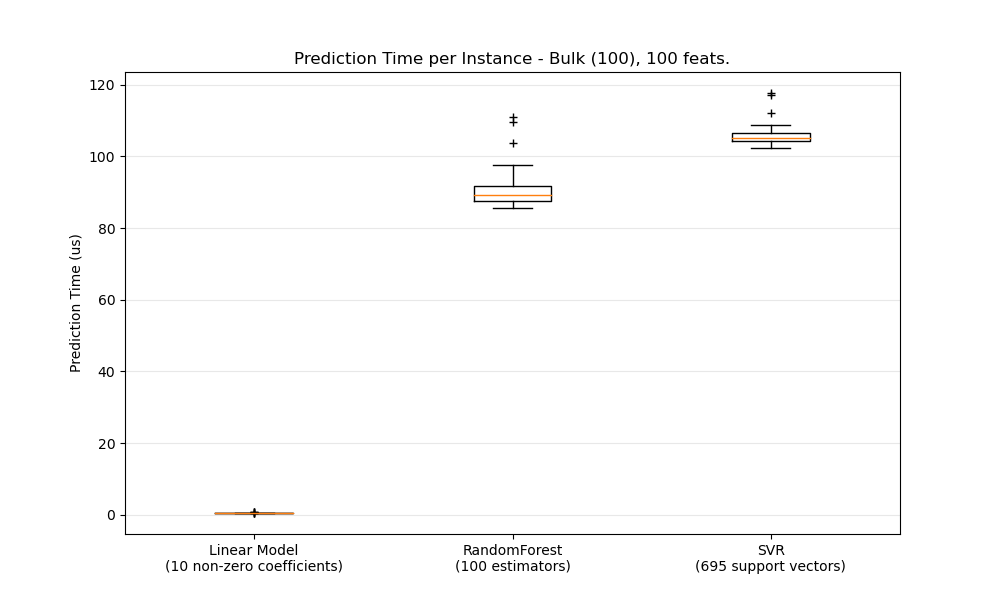 Prediction Time per Instance - Bulk (100), 100 feats.
120
100
80
60
40
20
0
Prediction Time (us)
Linear Model
(10 non-zero coefficients)
RandomForest
(100 estimators)
SVR
(695 support vectors)